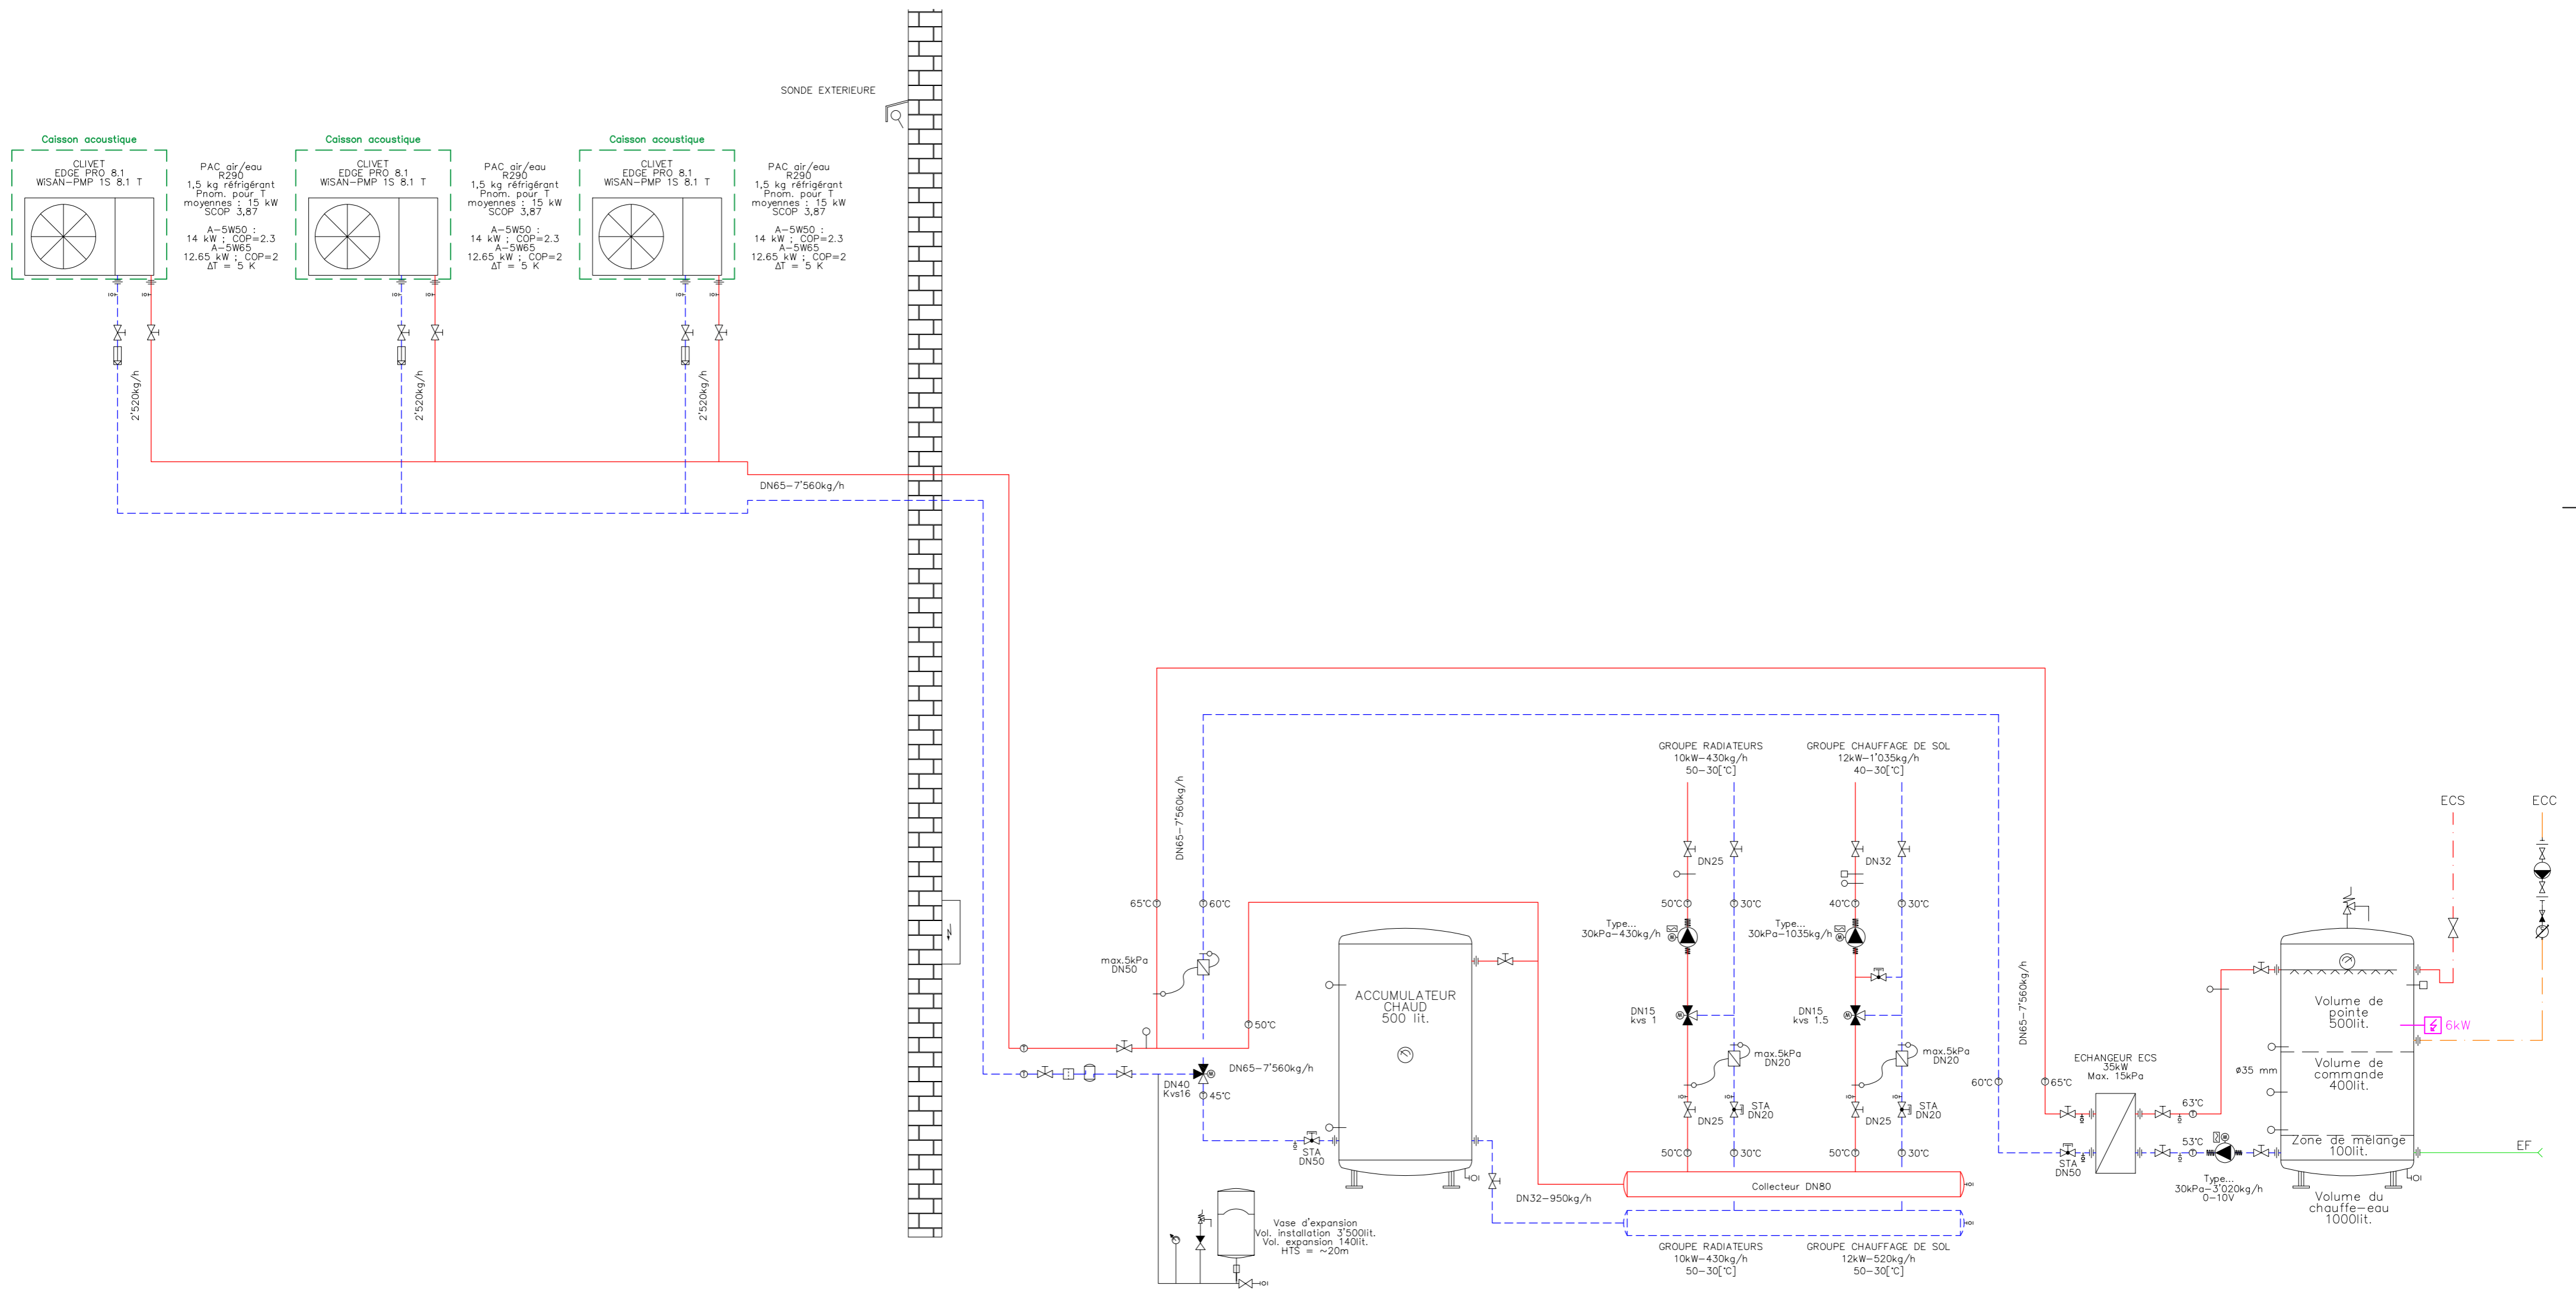 SONDE EXTERIEURE
Caisson acoustique
CLIVET
EDGE PRO 8.1
WiSAN-PMP 1S 8.1 T
PAC air/eau
R290
1,5 kg réfrigérant
Pnom. pour T
moyennes : 15 kW
SCOP 3,87
A-5W50 :
14 kW ; COP=2.3
A-5W65
12.65 kW ; COP=2
ΔT = 5 K
2'520kg/h
Caisson acoustique
CLIVET
EDGE PRO 8.1
WiSAN-PMP 1S 8.1 T
PAC air/eau
R290
1,5 kg réfrigérant
Pnom. pour T
moyennes : 15 kW
SCOP 3,87
A-5W50 :
14 kW ; COP=2.3
A-5W65
12.65 kW ; COP=2
ΔT = 5 K
2'520kg/h
Caisson acoustique
CLIVET
EDGE PRO 8.1
WiSAN-PMP 1S 8.1 T
PAC air/eau
R290
1,5 kg réfrigérant
Pnom. pour T
moyennes : 15 kW
SCOP 3,87
A-5W50 :
14 kW ; COP=2.3
A-5W65
12.65 kW ; COP=2
ΔT = 5 K
2'520kg/h
DN65-7'560kg/h
DN65-7'560kg/h
65°C
60°C
max.5kPa
DN50
50°C
DN40
Kvs16
DN65-7'560kg/h
45°C
STA
DN50
ACCUMULATEUR
CHAUD
500 lit.
Vase d'expansion
Vol. installation 3'500lit.
Vol. expansion 140lit.
HTS = ~20m
DN32-950kg/h
GROUPE RADIATEURS
10kW-430kg/h
50-30[°C]
DN25
50°C
30°C
Type...
30kPa-430kg/h
DN15
kvs 1
max.5kPa
DN20
STA
DN20
DN25
50°C
30°C
GROUPE CHAUFFAGE DE SOL
12kW-1'035kg/h
40-30[°C]
DN32
40°C
30°C
Type...
30kPa-1035kg/h
DN15
kvs 1.5
max.5kPa
DN20
STA
DN20
DN25
50°C
30°C
Collecteur DN80
GROUPE RADIATEURS
10kW-430kg/h
50-30[°C]
GROUPE CHAUFFAGE DE SOL
12kW-520kg/h
50-30[°C]
DN65-7'560kg/h
60°C
65°C
STA
DN50
ECHANGEUR ECS
35kW
Max. 15kPa
63°C
53°C
Type...
30kPa-3'020kg/h
0-10V
ø35 mm
ECS
ECC
Volume de
pointe
500lit.
6kW
Volume de
commande
400lit.
Zone de mélange
100lit.
EF
Volume du
chauffe-eau
1000lit.